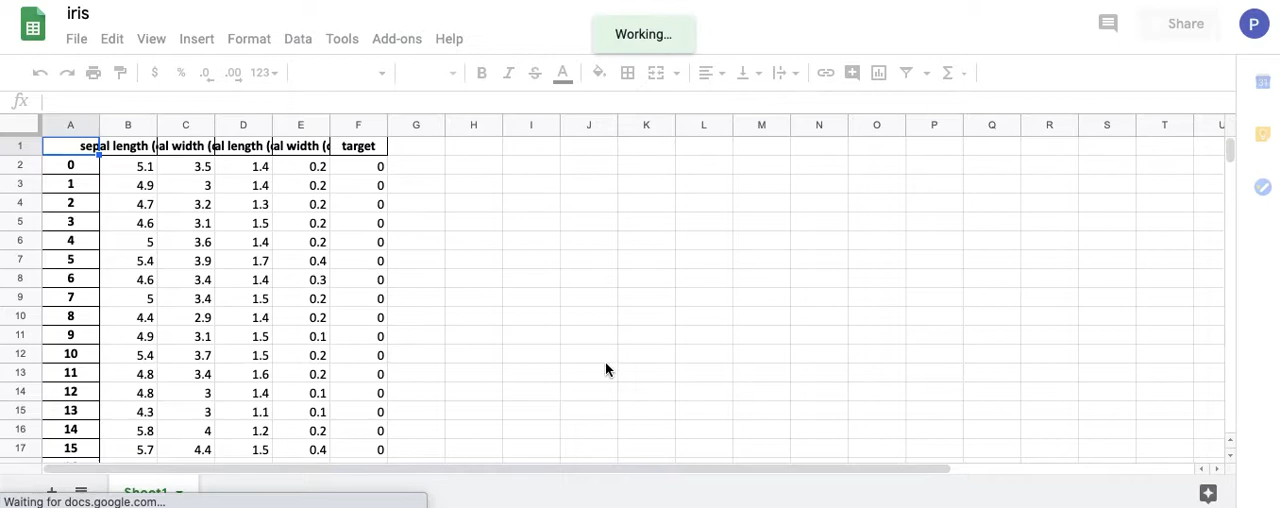 iris
Working...
Share
P
File Edit View Insert Format Data Tools Add-ons Help
$ % .0 .00 123 B I S A Σ
fx
A B C D E F G H I J K L M N O P Q R S T U
1 sepal length ( al width ( al length ( al width ( target
2 0 5.1 3.5 1.4 0.2 0
3 1 4.9 3 1.4 0.2 0
4 2 4.7 3.2 1.3 0.2 0
5 3 4.6 3.1 1.5 0.2 0
6 4 5 3.6 1.4 0.2 0
7 5 5.4 3.9 1.7 0.4 0
8 6 4.6 3.4 1.4 0.3 0
9 7 5 3.4 1.5 0.2 0
10 8 4.4 2.9 1.4 0.2 0
11 9 4.9 3.1 1.5 0.1 0
12 10 5.4 3.7 1.5 0.2 0
13 11 4.8 3.4 1.6 0.2 0
14 12 4.8 3 1.4 0.1 0
15 13 4.3 3 1.1 0.1 0
16 14 5.8 4 1.2 0.2 0
17 15 5.7 4.4 1.5 0.4 0
Sheet1
Waiting for docs.google.com...